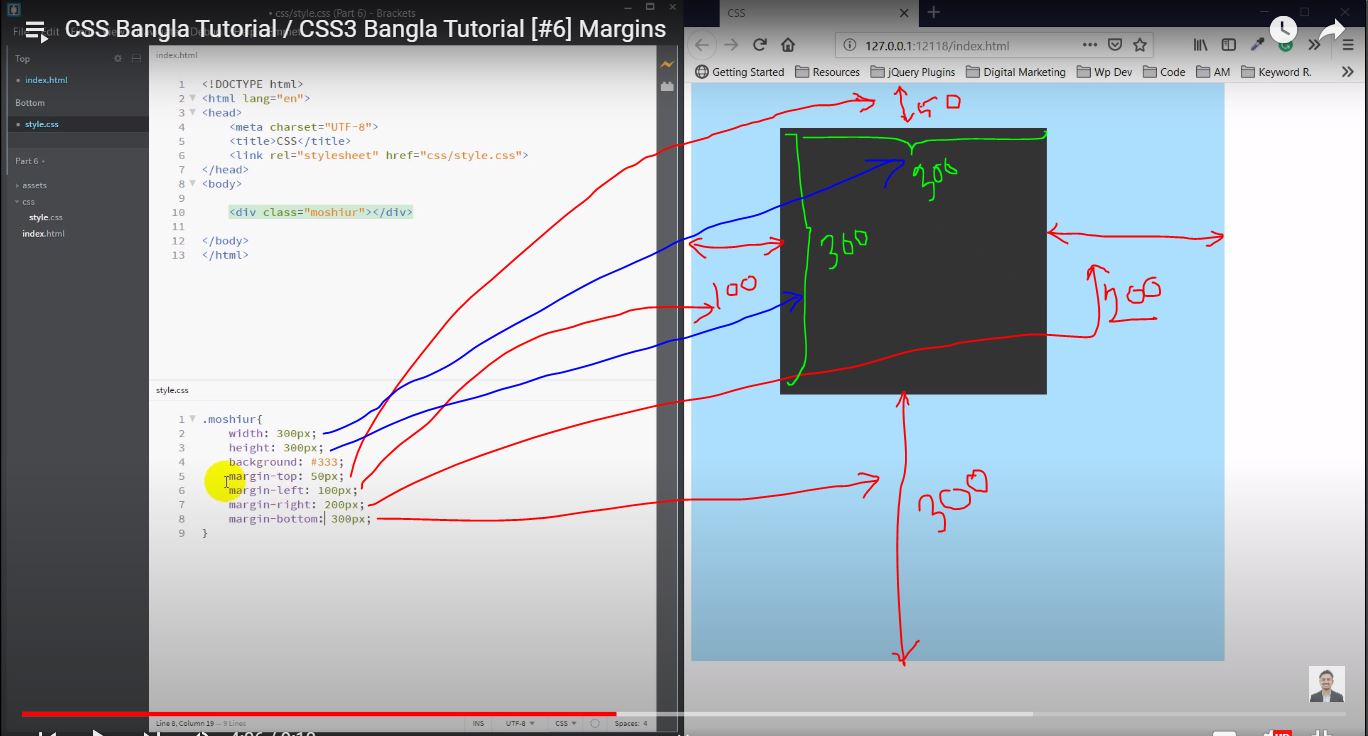 css/style.css (Part 6) - Brackets
CSS Bangla Tutorial / CSS3 Bangla Tutorial [#6] Margins
Top
index.html
Bottom
style.css
Part 6
assets
css
style.css
index.html
index.html
1 <!DOCTYPE html>
2 <html lang="en">
3 <head>
4 <meta charset="UTF-8">
5 <title>CSS</title>
6 <link rel="stylesheet" href="css/style.css">
7 </head>
8 <body>
9
10 <div class="moshiur"></div>
11
12 </body>
13 </html>
style.css
1 .moshiur{
2 width: 300px;
3 height: 300px;
4 background: #333;
5 margin-top: 50px;
6 margin-left: 100px;
7 margin-right: 200px;
8 margin-bottom: 300px;
9 }
Line 8, Column 19 — 9 Lines
INS UTF-8 CSS Spaces: 4
CSS
127.0.0.1:12118/index.html
Getting Started Resources jQuery Plugins Digital Marketing Wp Dev Code AM Keyword R.
50
300
300
100
200
300